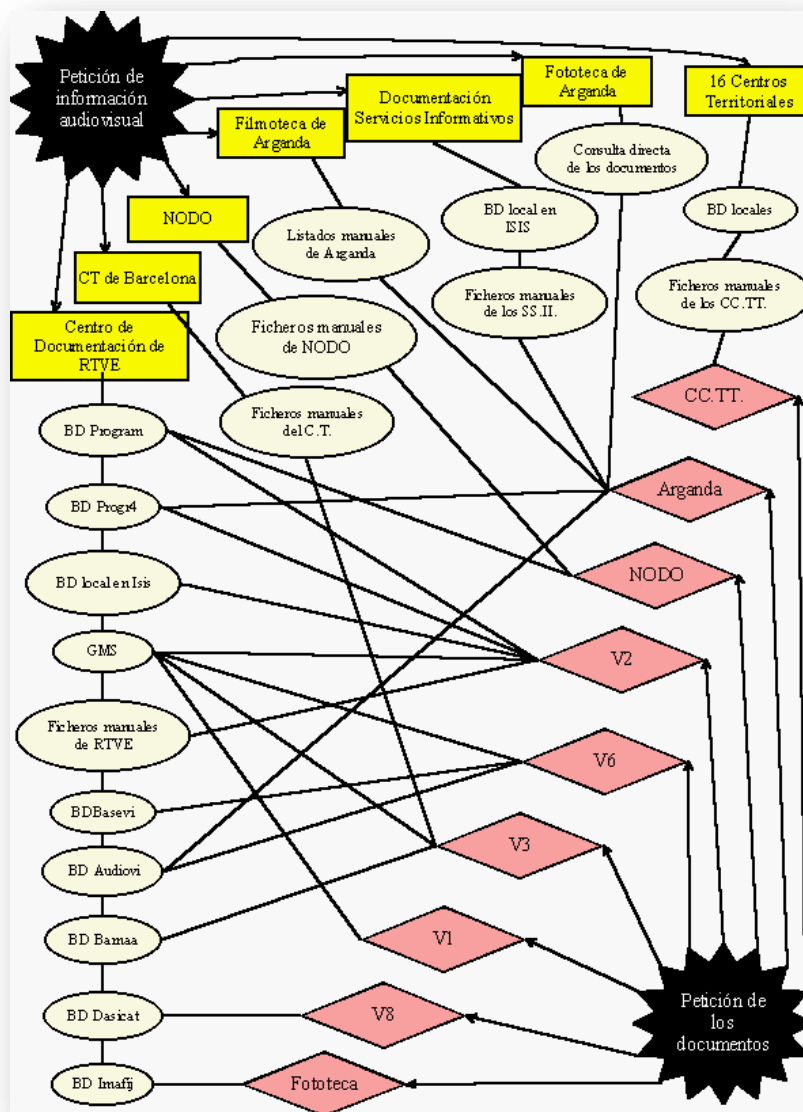 Petición de
información
audiovisual
Fototeca de
Arganda
16 Centros
Territoriales
Documentación
Servicios Informativos
Filmoteca de
Arganda
Consulta directa
de los documentos
NODO
BD local en
ISIS
BD locales
Listados manuales
de Arganda
CT de Barcelona
Ficheros manuales
de los SS.II.
Ficheros manuales
de los CC.TT.
Centro de
Documentación de
RTVE
Ficheros manuales
de NODO
CC.TT.
BD Program
Ficheros manuales
del C.T.
Arganda
BD Progr4
NODO
BD local en Isis
GMS
V2
Ficheros manuales
de RTVE
V6
BDBasevi
V3
BD Audiovi
BD Barnaa
V1
BD Dasicat
V8
Petición de
los
documentos
BD Imafij
Fototeca